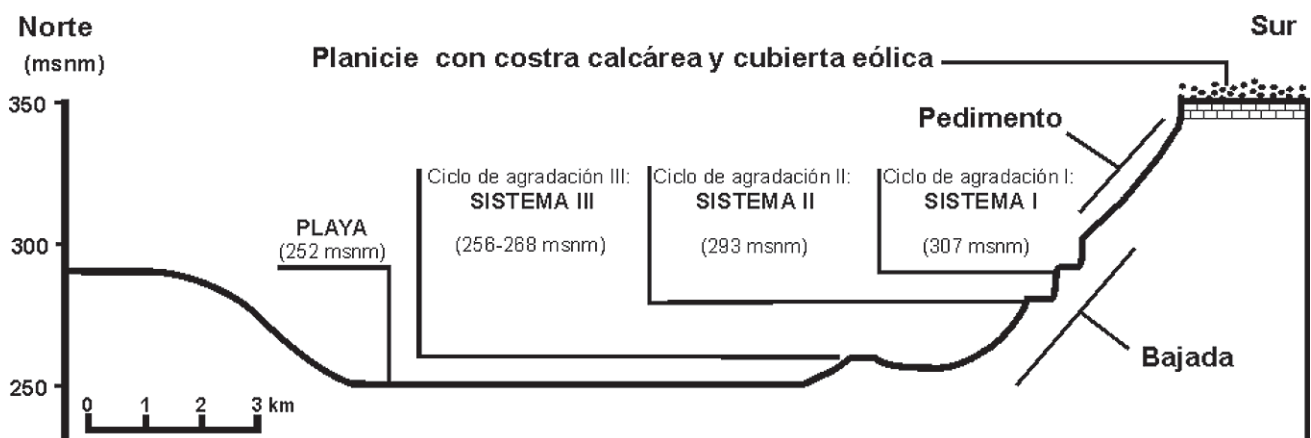 Norte
(msnm)
Sur
Planicie con costra calcárea y cubierta eólica
350
Pedimento
Ciclo de agradación III:
SISTEMA III
(256-268 msnm)
Ciclo de agradación II:
SISTEMA II
(293 msnm)
Ciclo de agradación I:
SISTEMA I
(307 msnm)
PLAYA
(252 msnm)
300
Bajada
250
0 1 2 3 km